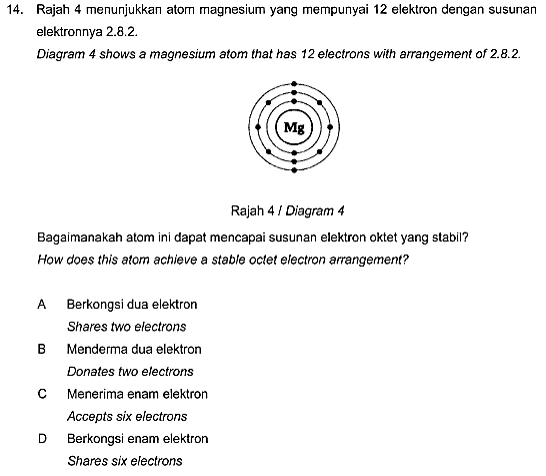 14. Rajah 4 menunjukkan atom magnesium yang mempunyai 12 elektron dengan susunan
elektronnya 2.8.2.
Diagram 4 shows a magnesium atom that has 12 electrons with arrangement of 2.8.2.
Mg
Rajah 4 / Diagram 4
Bagaimanakah atom ini dapat mencapai susunan elektron oktet yang stabil?
How does this atom achieve a stable octet electron arrangement?
A Berkongsi dua elektron
Shares two electrons
B Menderma dua elektron
Donates two electrons
C Menerima enam elektron
Accepts six electrons
D Berkongsi enam elektron
Shares six electrons